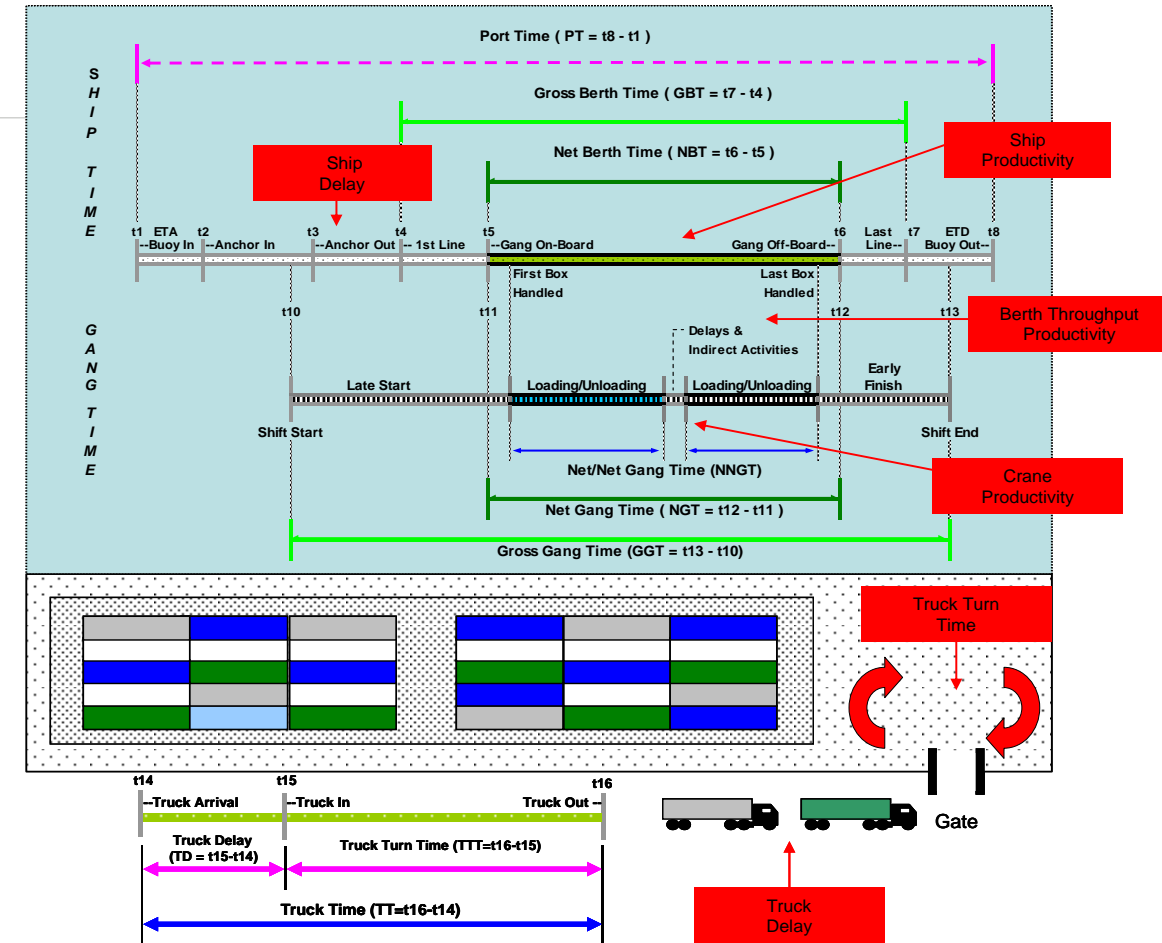 Port Time ( PT = t8 - t1 )
SHIP TIME
Gross Berth Time ( GBT = t7 - t4 )
Ship
Productivity
Net Berth Time ( NBT = t6 - t5 )
Ship
Delay
t1 ETA t2 t3 t4 t5 t6 Last t7 ETD t8
--Buoy In --Anchor In --Anchor Out -- 1st Line --Gang On-Board Gang Off-Board-- Line-- Buoy Out--
First Box
Handled
Last Box
Handled
t10 t11 t12 t13
Berth Throughput
Productivity
GANG TIME
Delays &
Indirect Activities
Late Start Loading/Unloading Loading/Unloading Early
Finish
Shift Start Shift End
Net/Net Gang Time (NNGT)
Crane
Productivity
Net Gang Time ( NGT = t12 - t11 )
Gross Gang Time (GGT = t13 - t10)
Truck Turn
Time
t14 t15 t16
--Truck Arrival --Truck In Truck Out --
Gate
Truck Delay
(TD = t15-t14)
Truck Turn Time (TTT=t16-t15)
Truck Time (TT=t16-t14)
Truck
Delay